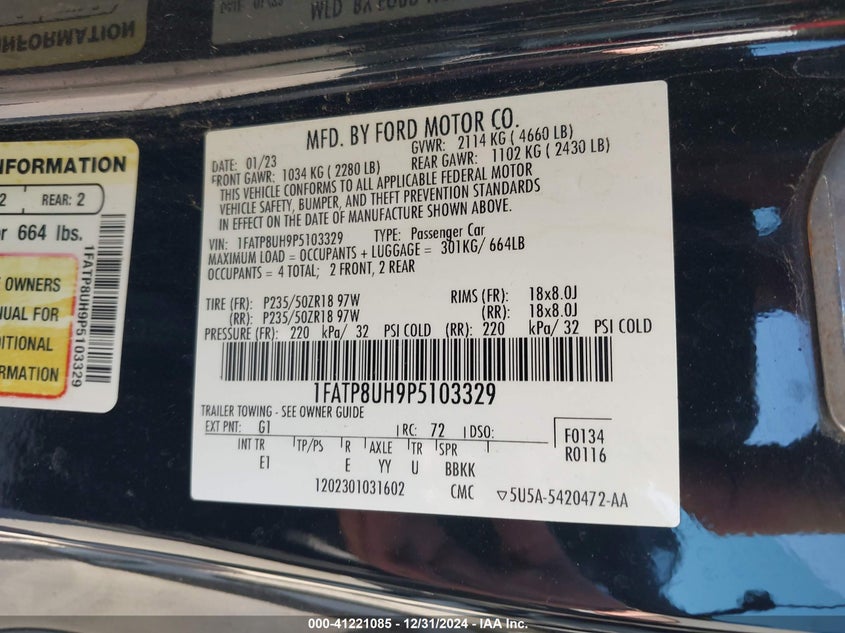 INFORMATION
DATE
WLD BY FORD
INFORMATION
2 REAR: 2
or 664 lbs.
1FATP8UH9P5103329
OWNERS
NUAL FOR
DITIONAL
ORMATION
MFD. BY FORD MOTOR CO.
DATE: 01/23 GVWR: 2114 KG ( 4660 LB)
FRONT GAWR: 1034 KG ( 2280 LB) REAR GAWR: 1102 KG ( 2430 LB)
THIS VEHICLE CONFORMS TO ALL APPLICABLE FEDERAL MOTOR
VEHICLE SAFETY, BUMPER, AND THEFT PREVENTION STANDARDS
IN EFFECT ON THE DATE OF MANUFACTURE SHOWN ABOVE.
VIN: 1FATP8UH9P5103329 TYPE: Passenger Car
MAXIMUM LOAD = OCCUPANTS + LUGGAGE = 301KG/ 664LB
OCCUPANTS = 4 TOTAL; 2 FRONT, 2 REAR
TIRE (FR): P235/50ZR18 97W RIMS (FR): 18x8.0J
(RR): P235/50ZR18 97W (RR): 18x8.0J
PRESSURE (FR): 220 kPa/ 32 PSI COLD (RR): 220 kPa/ 32 PSI COLD
1FATP8UH9P5103329
TRAILER TOWING - SEE OWNER GUIDE
EXT PNT: G1 RC: 72 DSO: F0134
INT TR TP/PS R AXLE TR SPR R0116
E1 E YY U BBKK
1202301031602 CMC ▽5U5A-5420472-AA
000-41221085 - 12/31/2024 - IAA Inc.